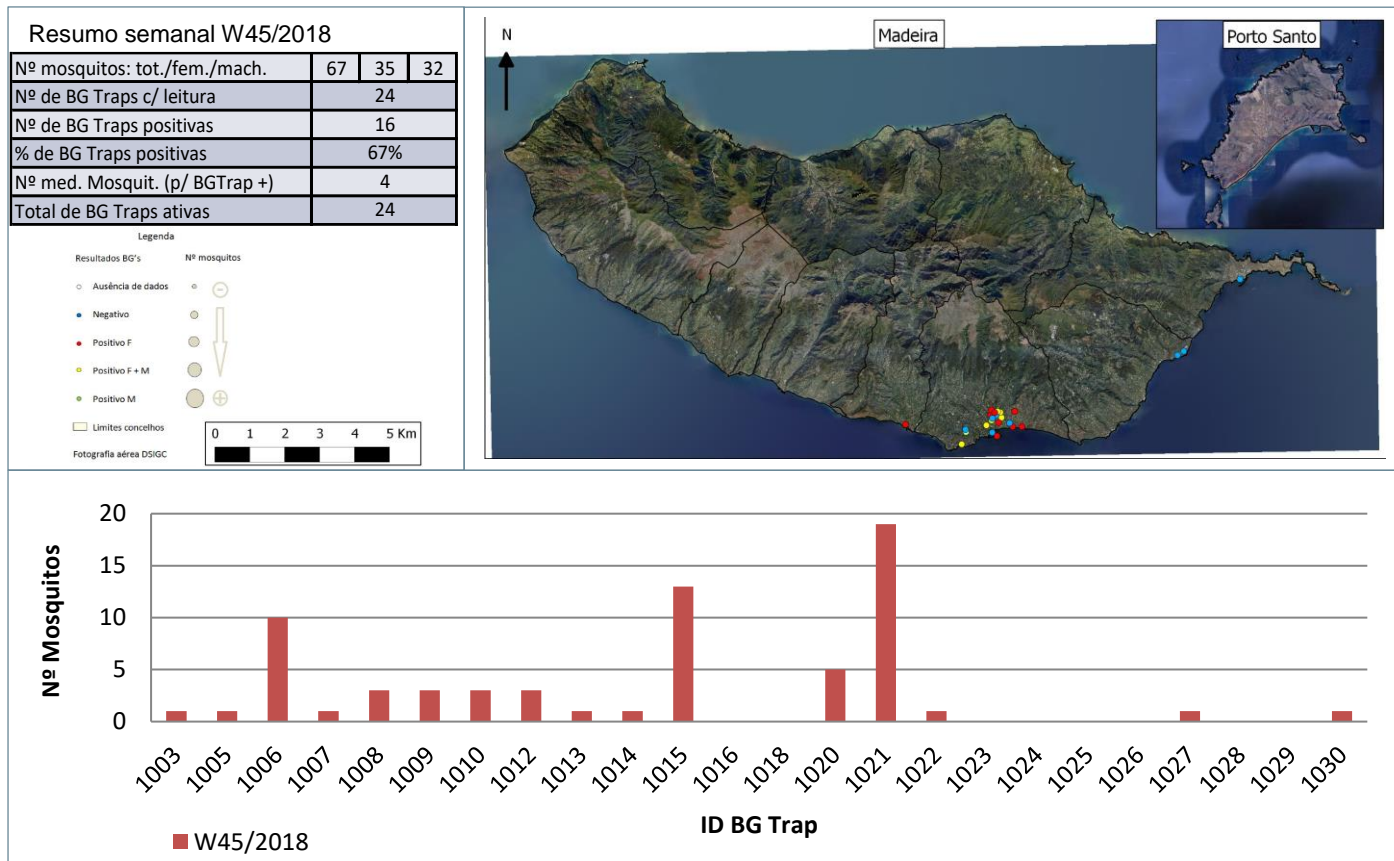 Resumo semanal W45/2018
Nº mosquitos: tot./fem./mach. 67 35 32
Nº de BG Traps c/ leitura 24
Nº de BG Traps positivas 16
% de BG Traps positivas 67%
Nº med. Mosquit. (p/ BGTrap +) 4
Total de BG Traps ativas 24
Legenda
Resultados BG's Nº mosquitos
Ausência de dados
Negativo
Positivo F
Positivo F + M
Positivo M
Limites concelhos
Fotografia aérea DSIGC
0 1 2 3 4 5 Km
N
Madeira
Porto Santo
Nº Mosquitos
20
15
10
5
0
1003 1005 1006 1007 1008 1009 1010 1012 1013 1014 1015 1016 1018 1020 1021 1022 1023 1024 1025 1026 1027 1028 1029 1030
ID BG Trap
W45/2018